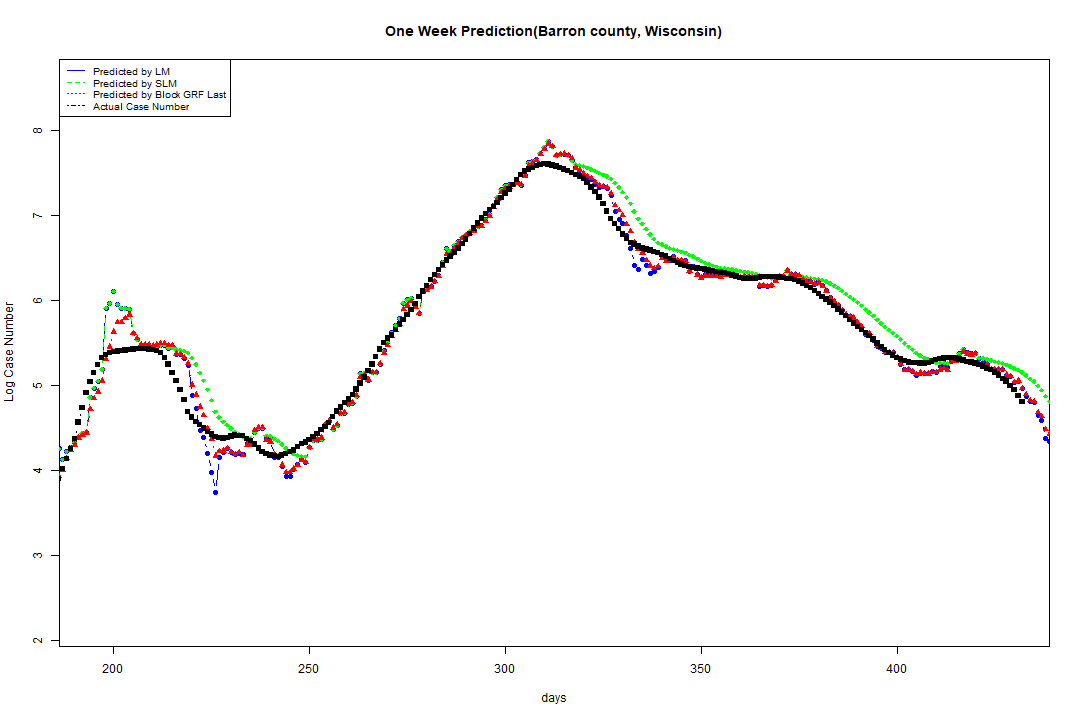 One Week Prediction(Barron county, Wisconsin)
Predicted by LM
Predicted by SLM
Predicted by Block GRF Last
Actual Case Number
8
7
6
5
4
3
2
Log Case Number
200 250 300 350 400
days